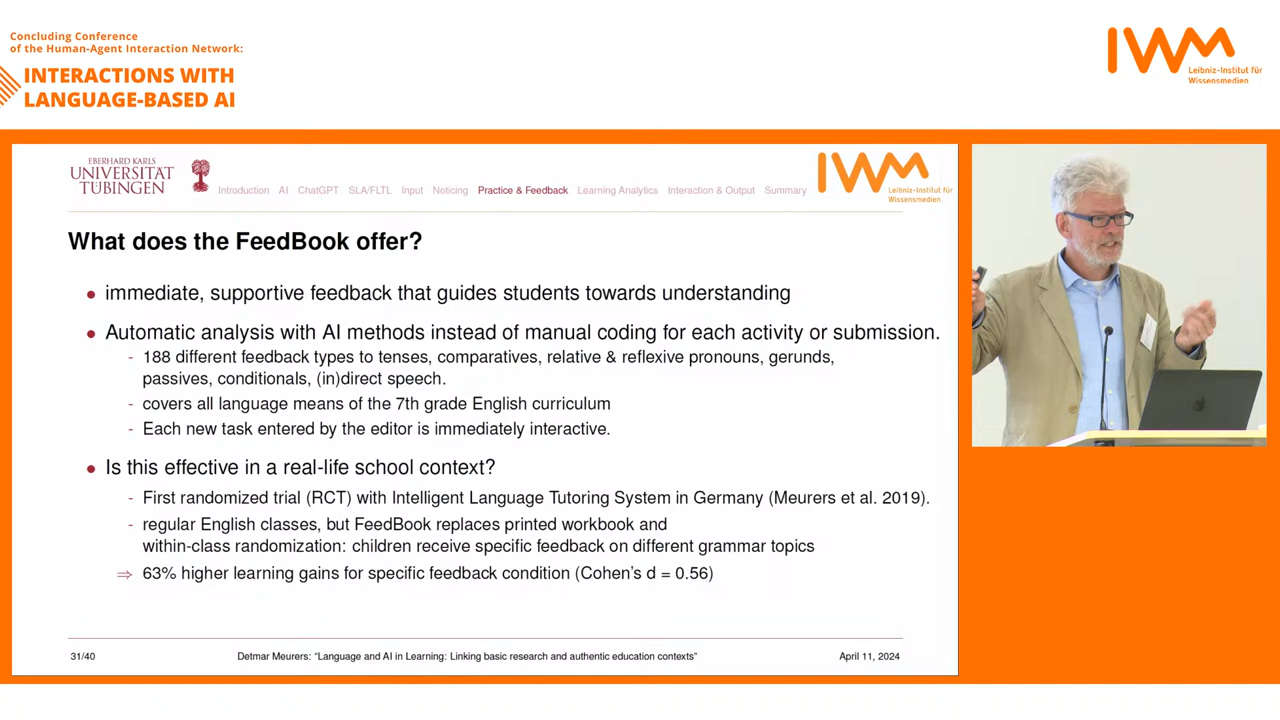 Concluding Conference
of the Human-Agent Interaction Network:
INTERACTIONS WITH
LANGUAGE-BASED AI
IWM
Leibniz-Institut für
Wissensmedien
EBERHARD KARLS
UNIVERSITÄT
TÜBINGEN
Introduction AI ChatGPT SLA/FLTL Input Noticing Practice & Feedback Learning Analytics Interaction & Output Summary
IWM
Leibniz-Institut für
Wissensmedien
What does the FeedBook offer?
• immediate, supportive feedback that guides students towards understanding
• Automatic analysis with AI methods instead of manual coding for each activity or submission.
- 188 different feedback types to tenses, comparatives, relative & reflexive pronouns, gerunds,
passives, conditionals, (in)direct speech.
- covers all language means of the 7th grade English curriculum
- Each new task entered by the editor is immediately interactive.
• Is this effective in a real-life school context?
- First randomized trial (RCT) with Intelligent Language Tutoring System in Germany (Meurers et al. 2019).
- regular English classes, but FeedBook replaces printed workbook and
within-class randomization: children receive specific feedback on different grammar topics
⇒ 63% higher learning gains for specific feedback condition (Cohen's d = 0.56)
31/40
Detmar Meurers: “Language and AI in Learning: Linking basic research and authentic education contexts”
April 11, 2024